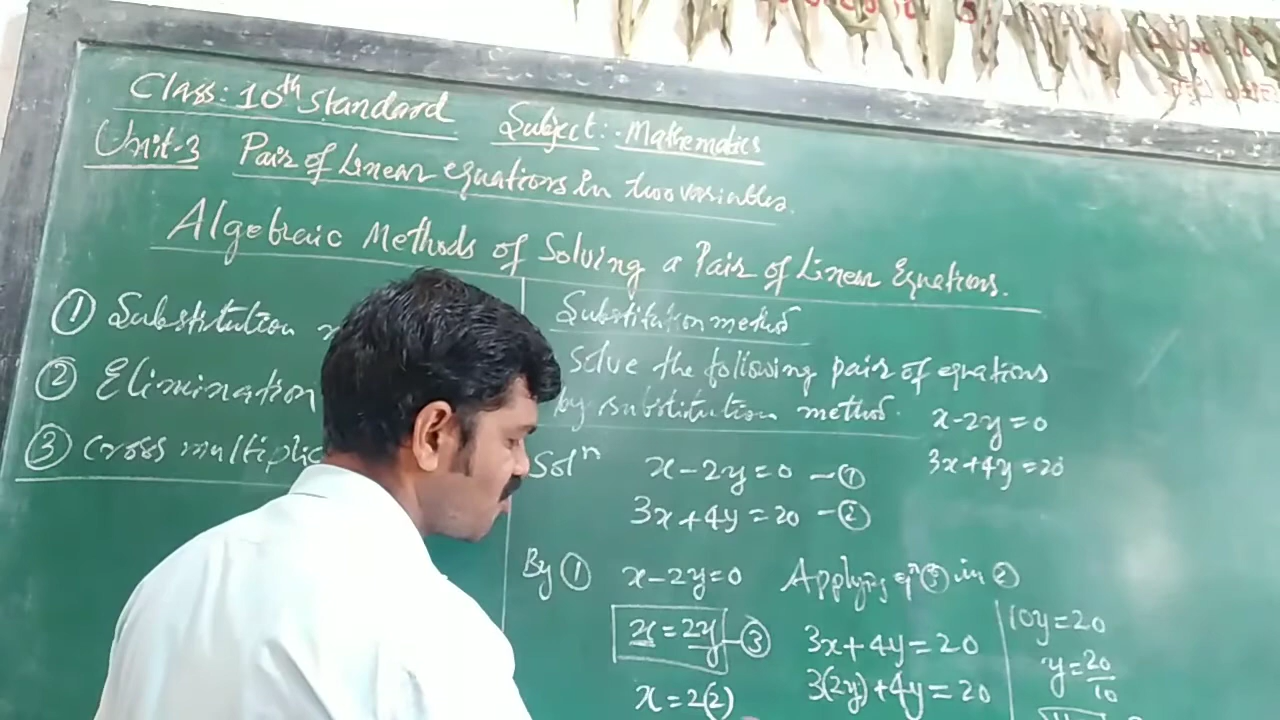 Class: 10th Standard Subject:- Mathematics
Unit-3 Pair of Linear equations in two variables.
Algebraic Methods of Solving a Pair of Linear Equations.
① Substitution
② Elimination
③ Cross multiplic
Substitution method
Solve the following pair of equations
by substitution method. x-2y=0
3x+4y=20
Solⁿ x-2y=0 -①
3x+4y=20 -②
By ① x-2y=0
x=2y -③
x=2(2)
Applying eqⁿ③ in ②
3x+4y=20
3(2y)+4y=20
10y=20
y=20/10